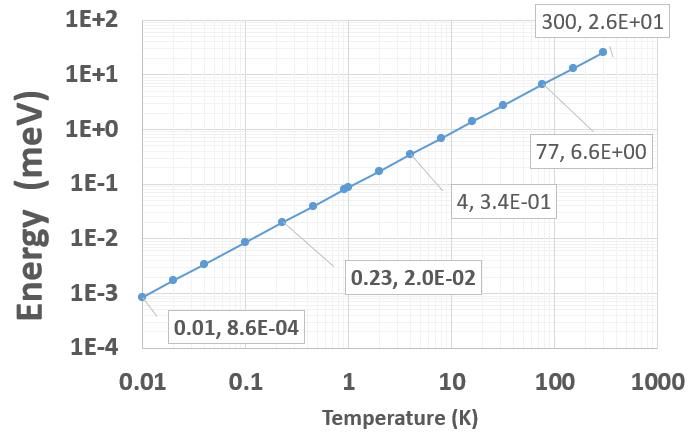 1E+2
1E+1
1E+0
1E-1
1E-2
1E-3
1E-4
Energy (meV)
300, 2.6E+01
77, 6.6E+00
4, 3.4E-01
0.23, 2.0E-02
0.01, 8.6E-04
0.01 0.1 1 10 100 1000
Temperature (K)